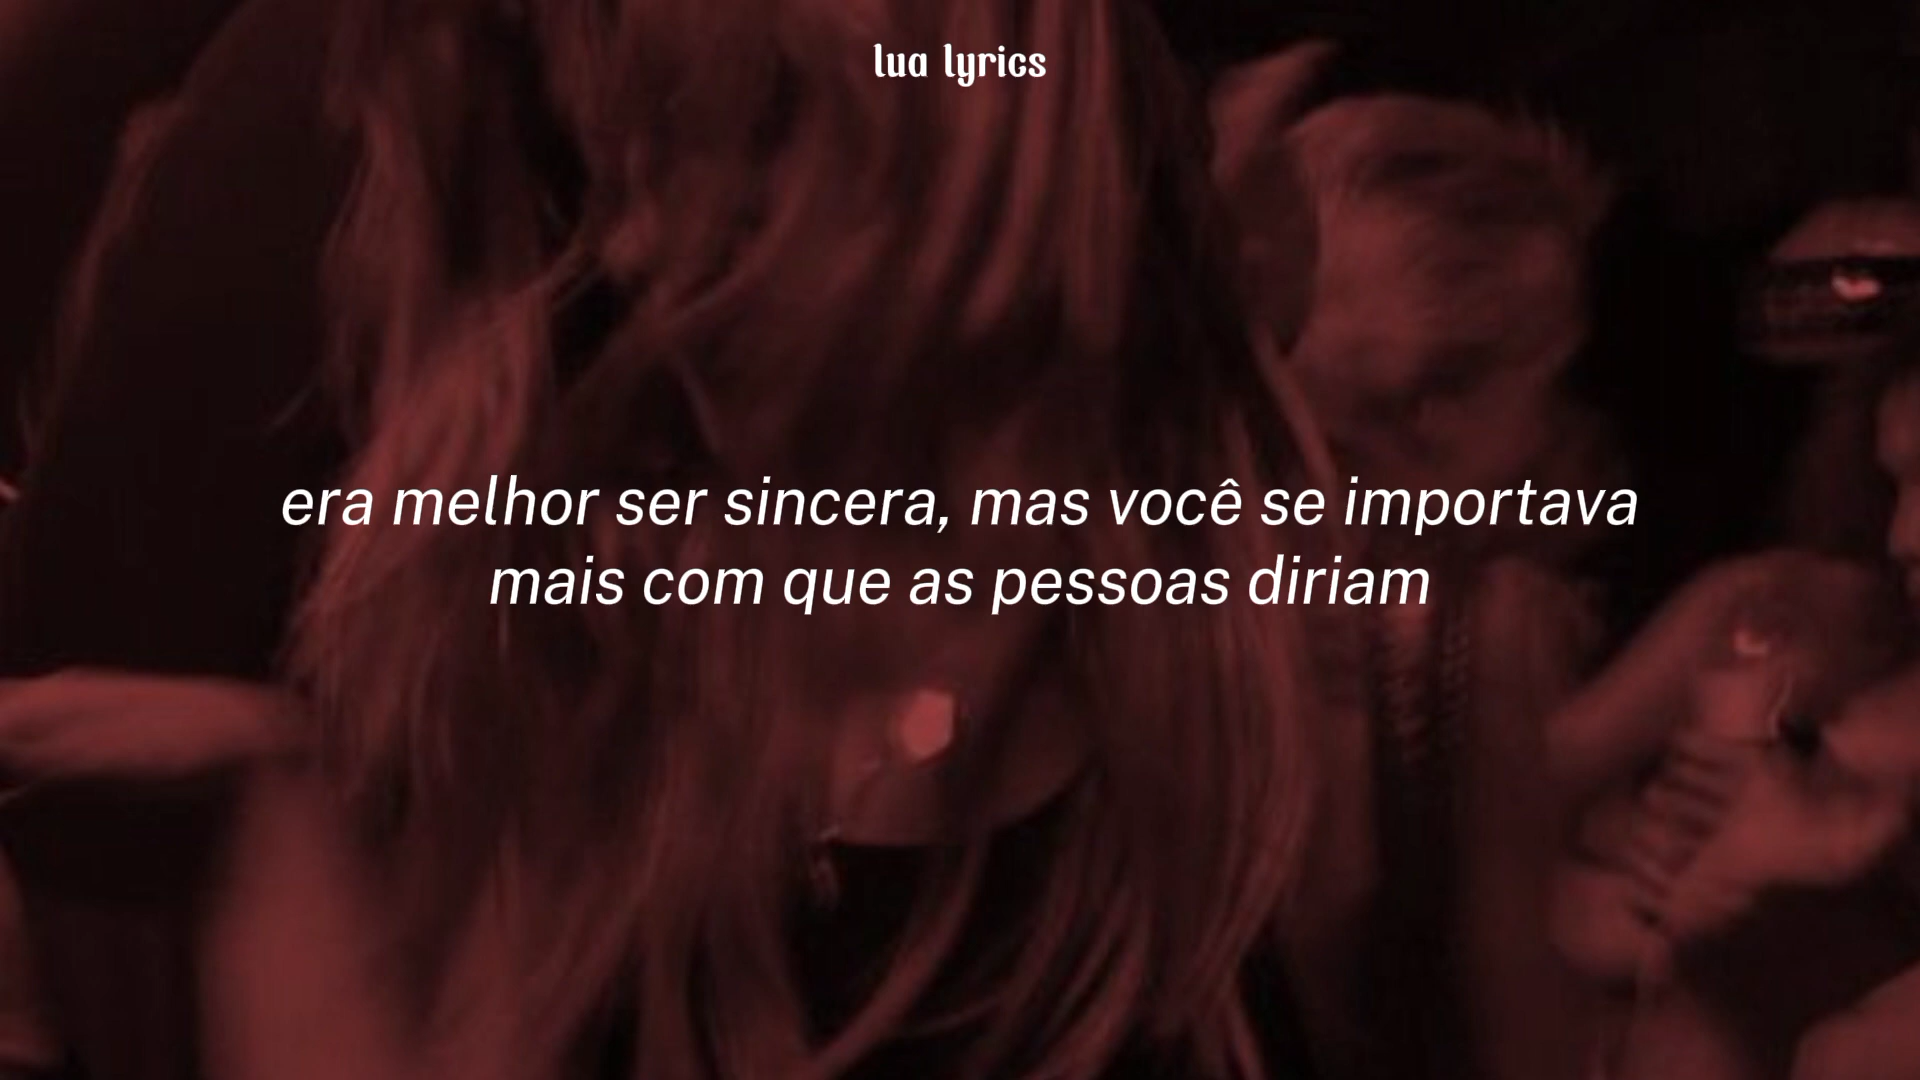 lua lyrics
era melhor ser sincera, mas você se importava
mais com que as pessoas diriam